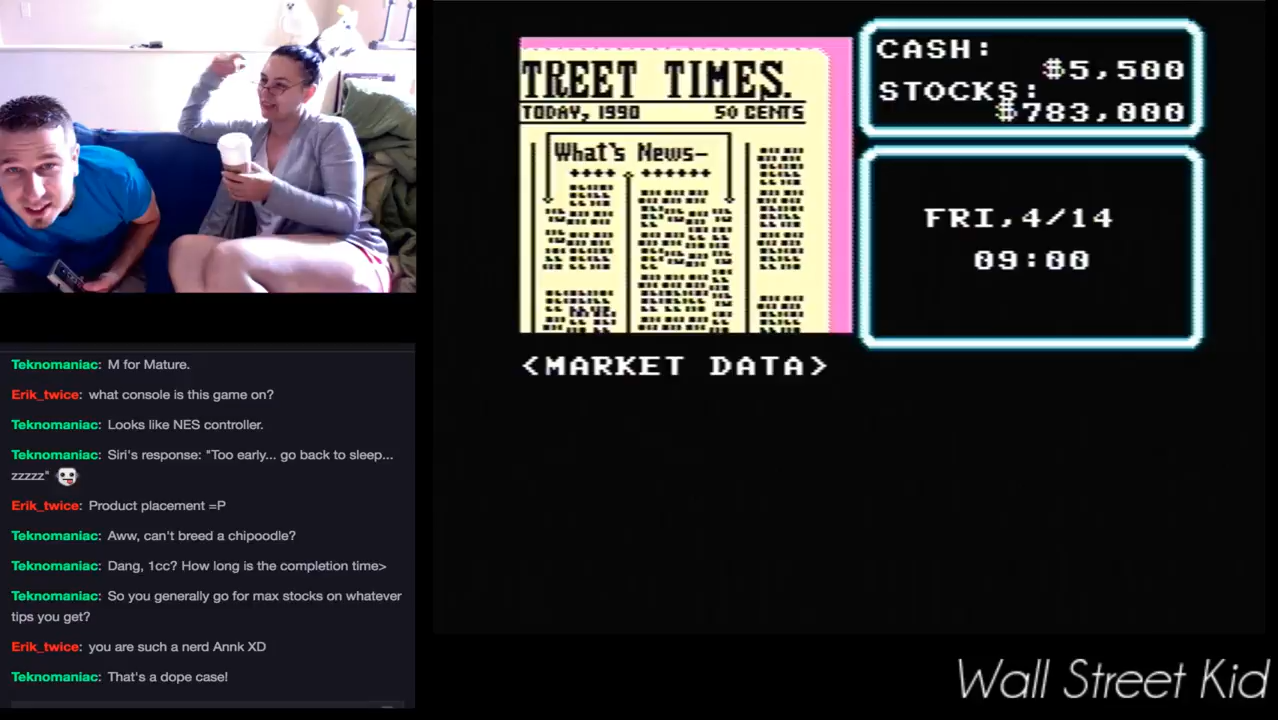 Teknomaniac: M for Mature.
Erik_twice: what console is this game on?
Teknomaniac: Looks like NES controller.
Teknomaniac: Siri's response: "Too early... go back to sleep...
zzzzz"
Erik_twice: Product placement =P
Teknomaniac: Aww, can't breed a chipoodle?
Teknomaniac: Dang, 1cc? How long is the completion time>
Teknomaniac: So you generally go for max stocks on whatever
tips you get?
Erik_twice: you are such a nerd Annk XD
Teknomaniac: That's a dope case!
TREET TIMES.
TODAY, 1990 50 CENTS
What's News—
<MARKET DATA>
CASH:
$5,500
STOCKS:
$783,000
FRI,4/14
09:00
Wall Street Kid